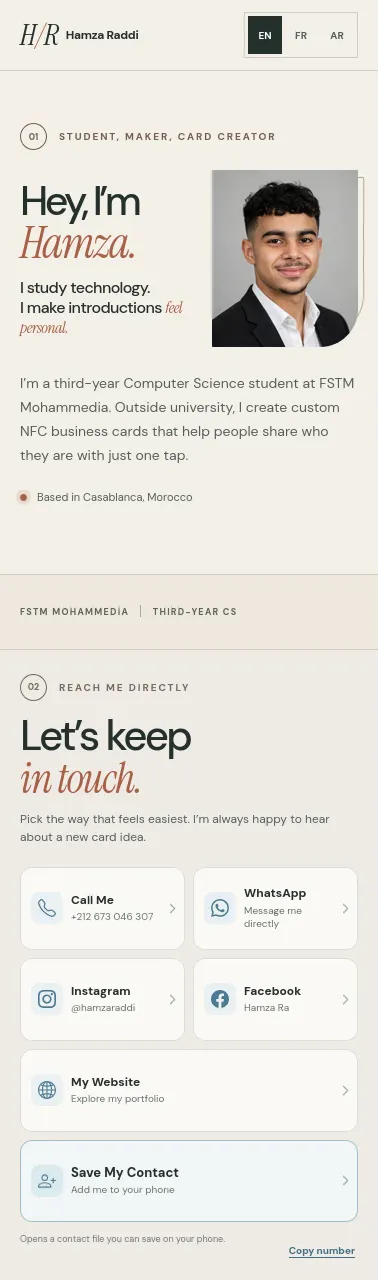 H/R Hamza Raddi
EN FR AR
01 STUDENT, MAKER, CARD CREATOR
Hey, I'm
Hamza.
I study technology.
I make introductions feel
personal.
I'm a third-year Computer Science student at FSTM
Mohammedia. Outside university, I create custom
NFC business cards that help people share who
they are with just one tap.
Based in Casablanca, Morocco
FSTM MOHAMMEDİA | THIRD-YEAR CS
02 REACH ME DIRECTLY
Let's keep
in touch.
Pick the way that feels easiest. I'm always happy to hear
about a new card idea.
Call Me
+212 673 046 307
WhatsApp
Message me
directly
Instagram
@hamzaraddi
Facebook
Hamza Ra
My Website
Explore my portfolio
Save My Contact
Add me to your phone
Opens a contact file you can save on your phone.
Copy number